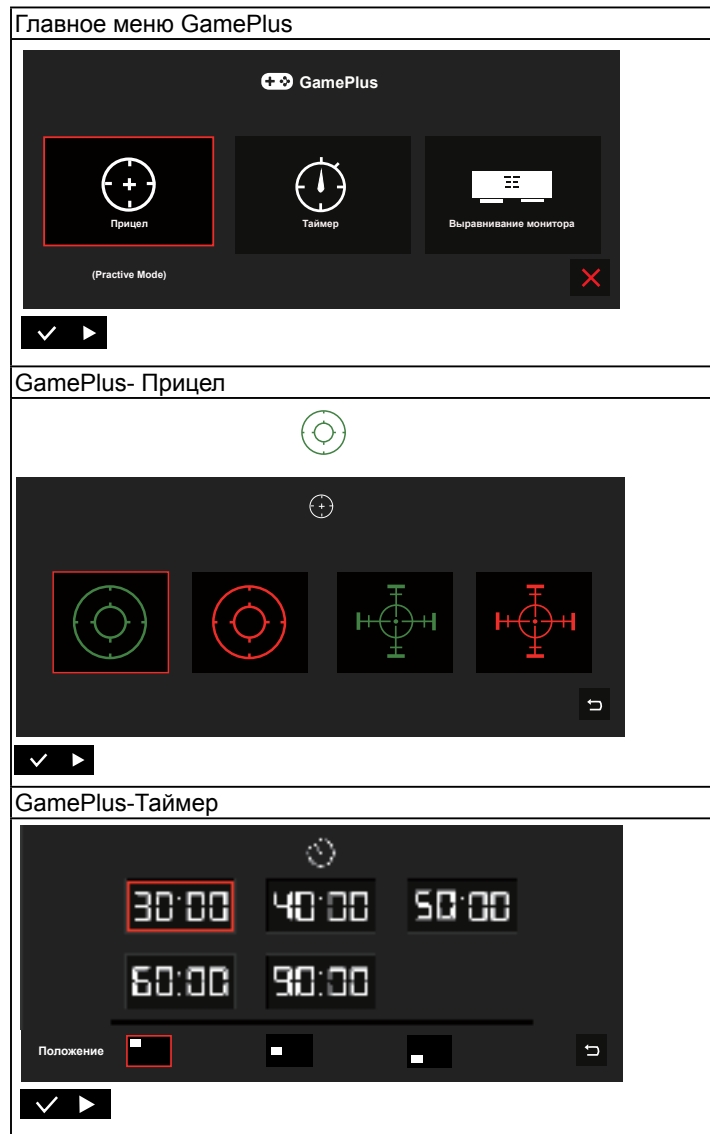 Главное меню GamePlus
GamePlus
Прицел
Таймер
Выравнивание монитора
(Practive Mode)
GamePlus- Прицел
GamePlus-Таймер
30:00 40:00 50:00
60:00 90:00
Положение